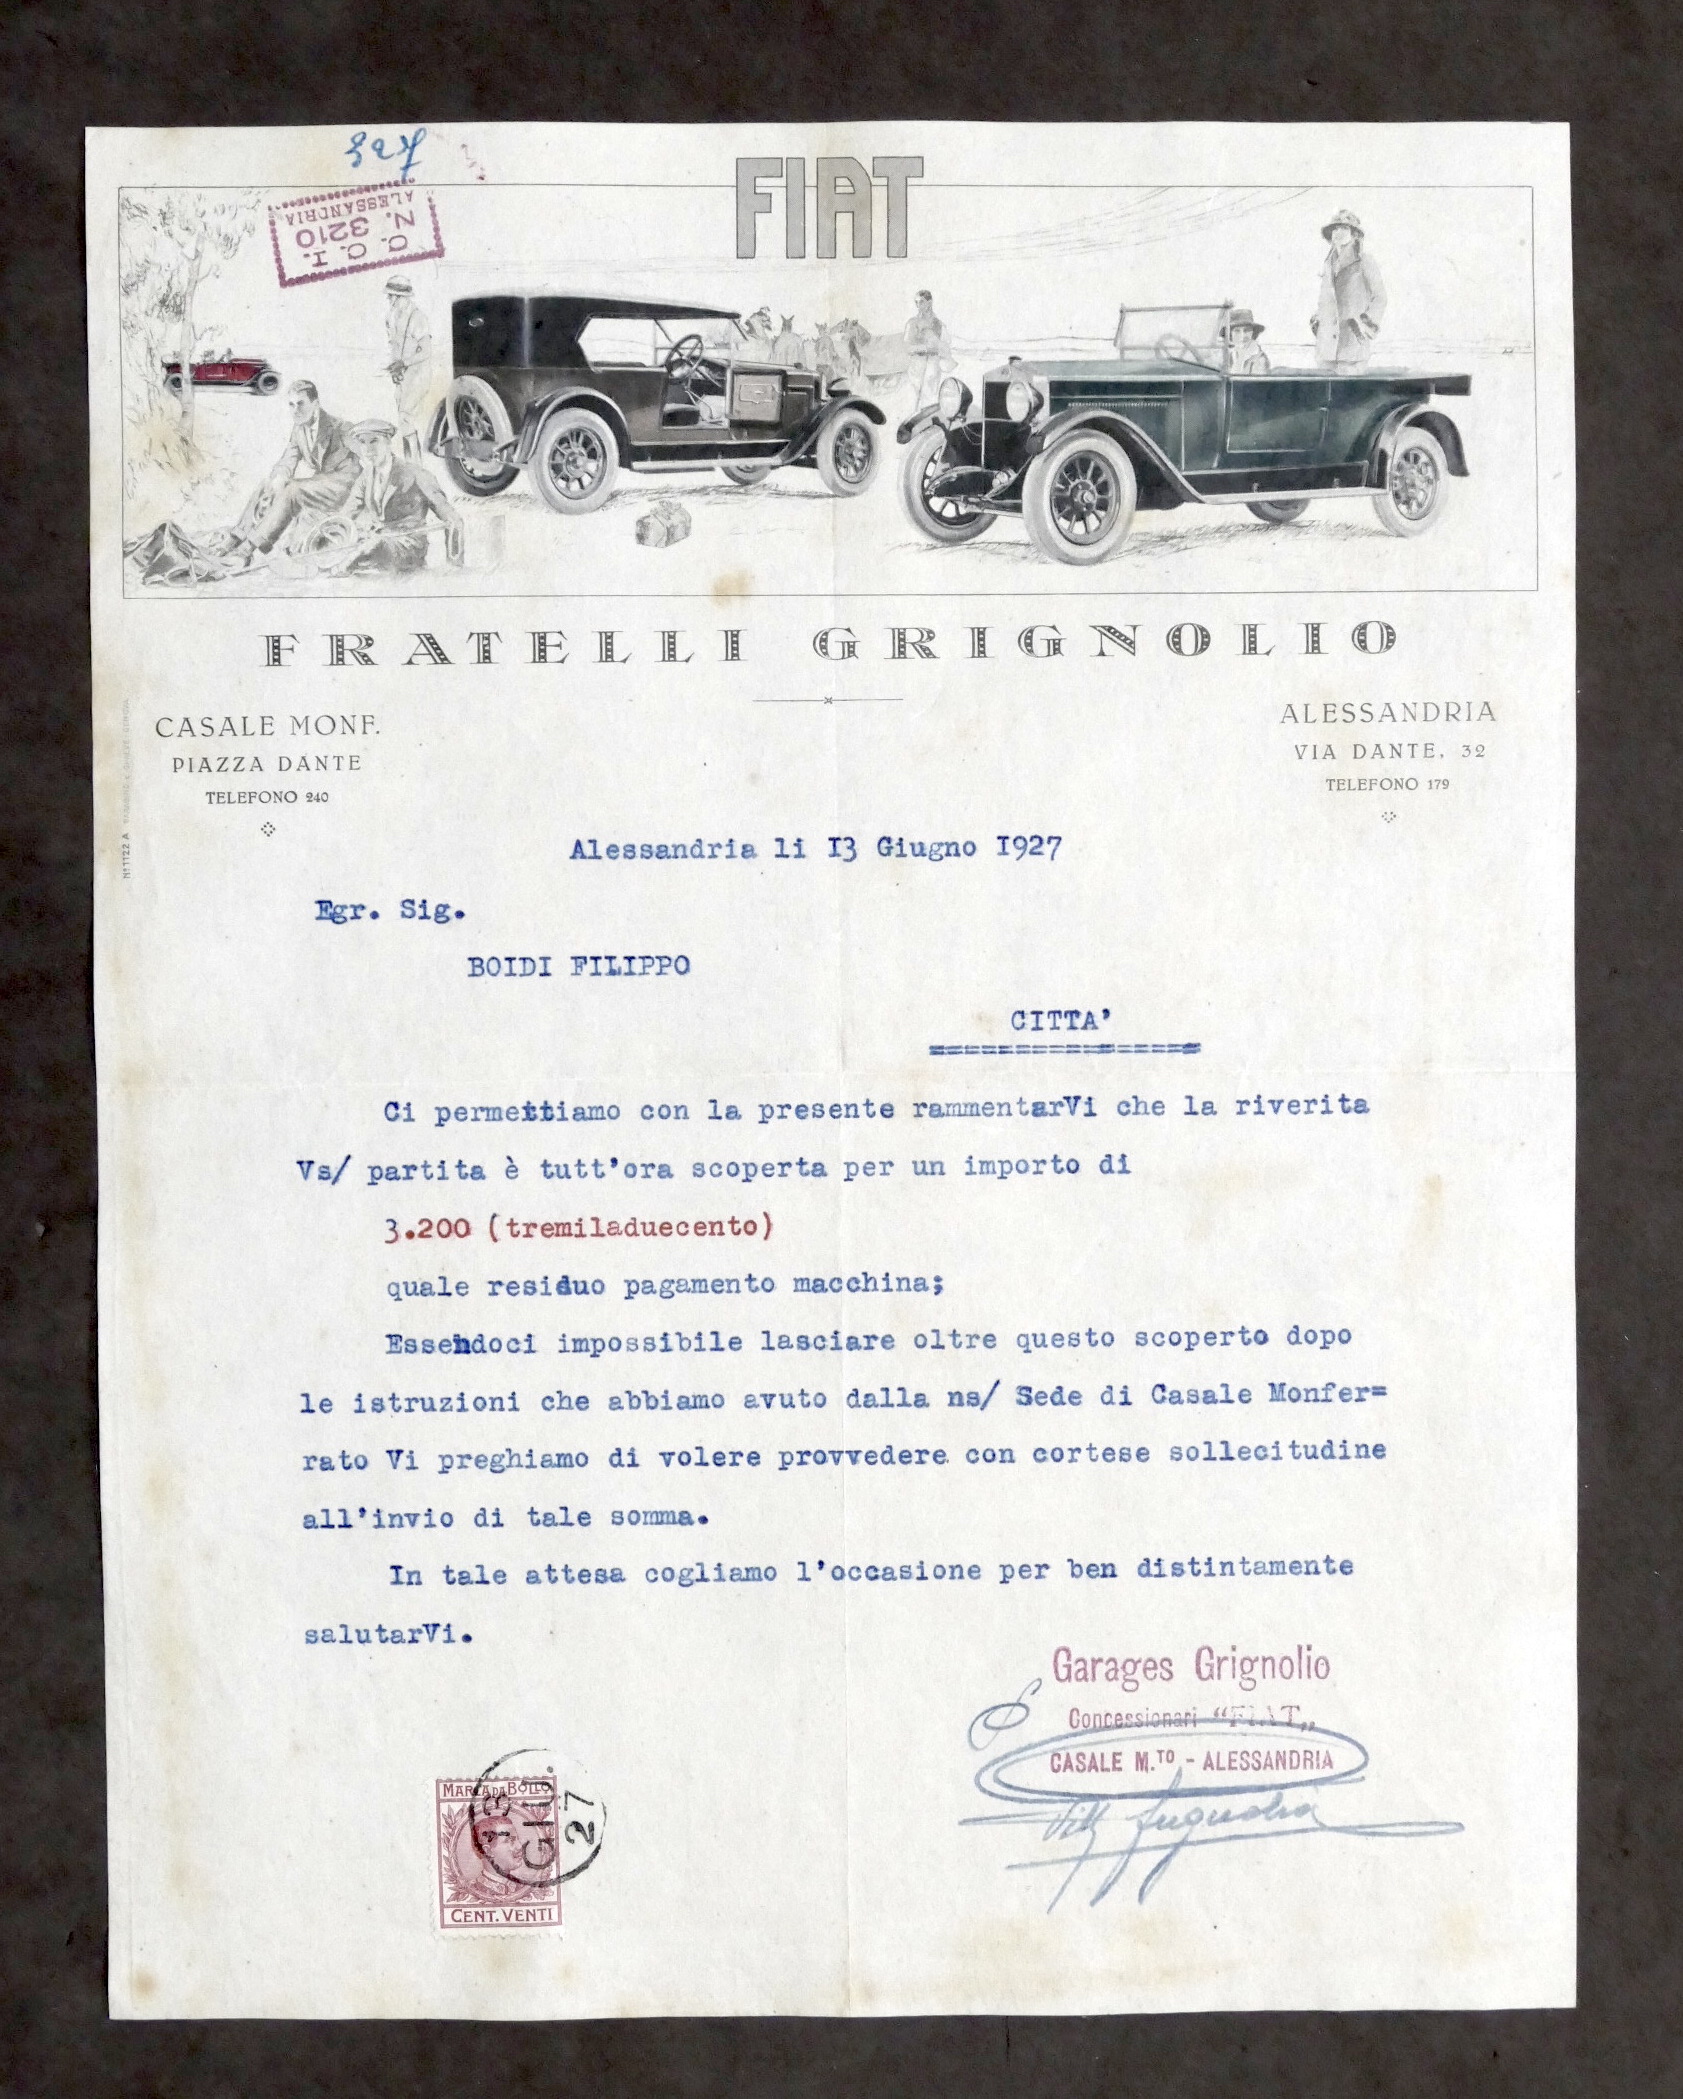 327
C. C. I.
N. 3210
ALESSANDRIA
FIAT
FRATELLI GRIGNOLIO
CASALE MONF.
PIAZZA DANTE
TELEFONO 240
ALESSANDRIA
VIA DANTE, 32
TELEFONO 179
N° 1122 A
Alessandria li 13 Giugno 1927
Egr. Sig.
BOIDI FILIPPO
CITTA'
================
Ci permettiamo con la presente rammentarVi che la riverita
Vs/ partita è tutt'ora scoperta per un importo di
3.200 (tremiladuecento)
quale residuo pagamento macchina;
Essendoci impossibile lasciare oltre questo scoperto dopo
le istruzioni che abbiamo avuto dalla ns/ Sede di Casale Monfer=
rato Vi preghiamo di volere provvedere con cortese sollecitudine
all'invio di tale somma.
In tale attesa cogliamo l'occasione per ben distintamente
salutarVi.
Garages Grignolio
Concessionari "FIAT„
CASALE M.TO - ALESSANDRIA
MARCA DA BOLLO
13
GIU.
27
CENT. VENTI